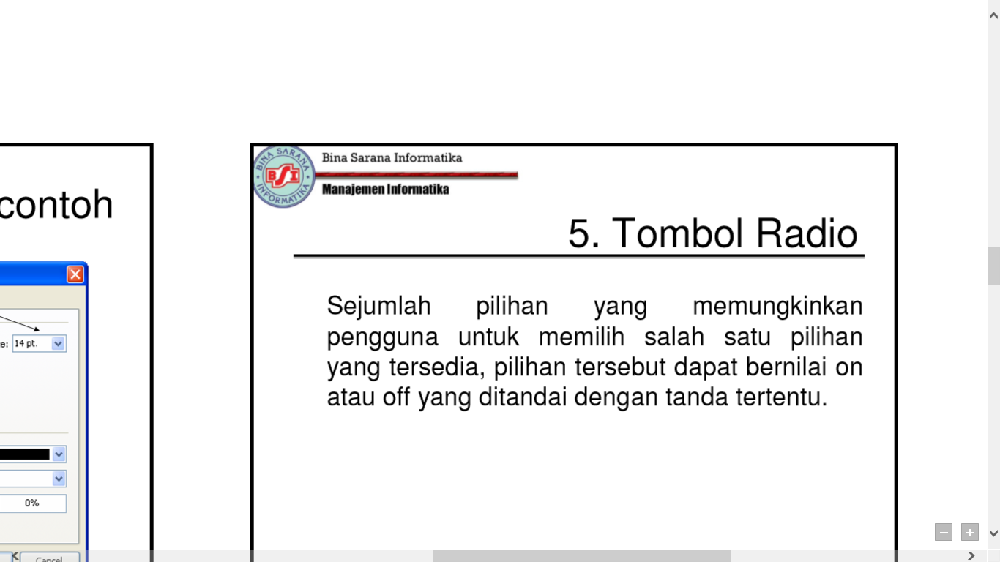 contoh
e:
14 pt.
0%
Cancel
BINA SARANA
BSI
INFORMATIKA
Bina Sarana Informatika
Manajemen Informatika
5. Tombol Radio
Sejumlah pilihan yang memungkinkan
pengguna untuk memilih salah satu pilihan
yang tersedia, pilihan tersebut dapat bernilai on
atau off yang ditandai dengan tanda tertentu.